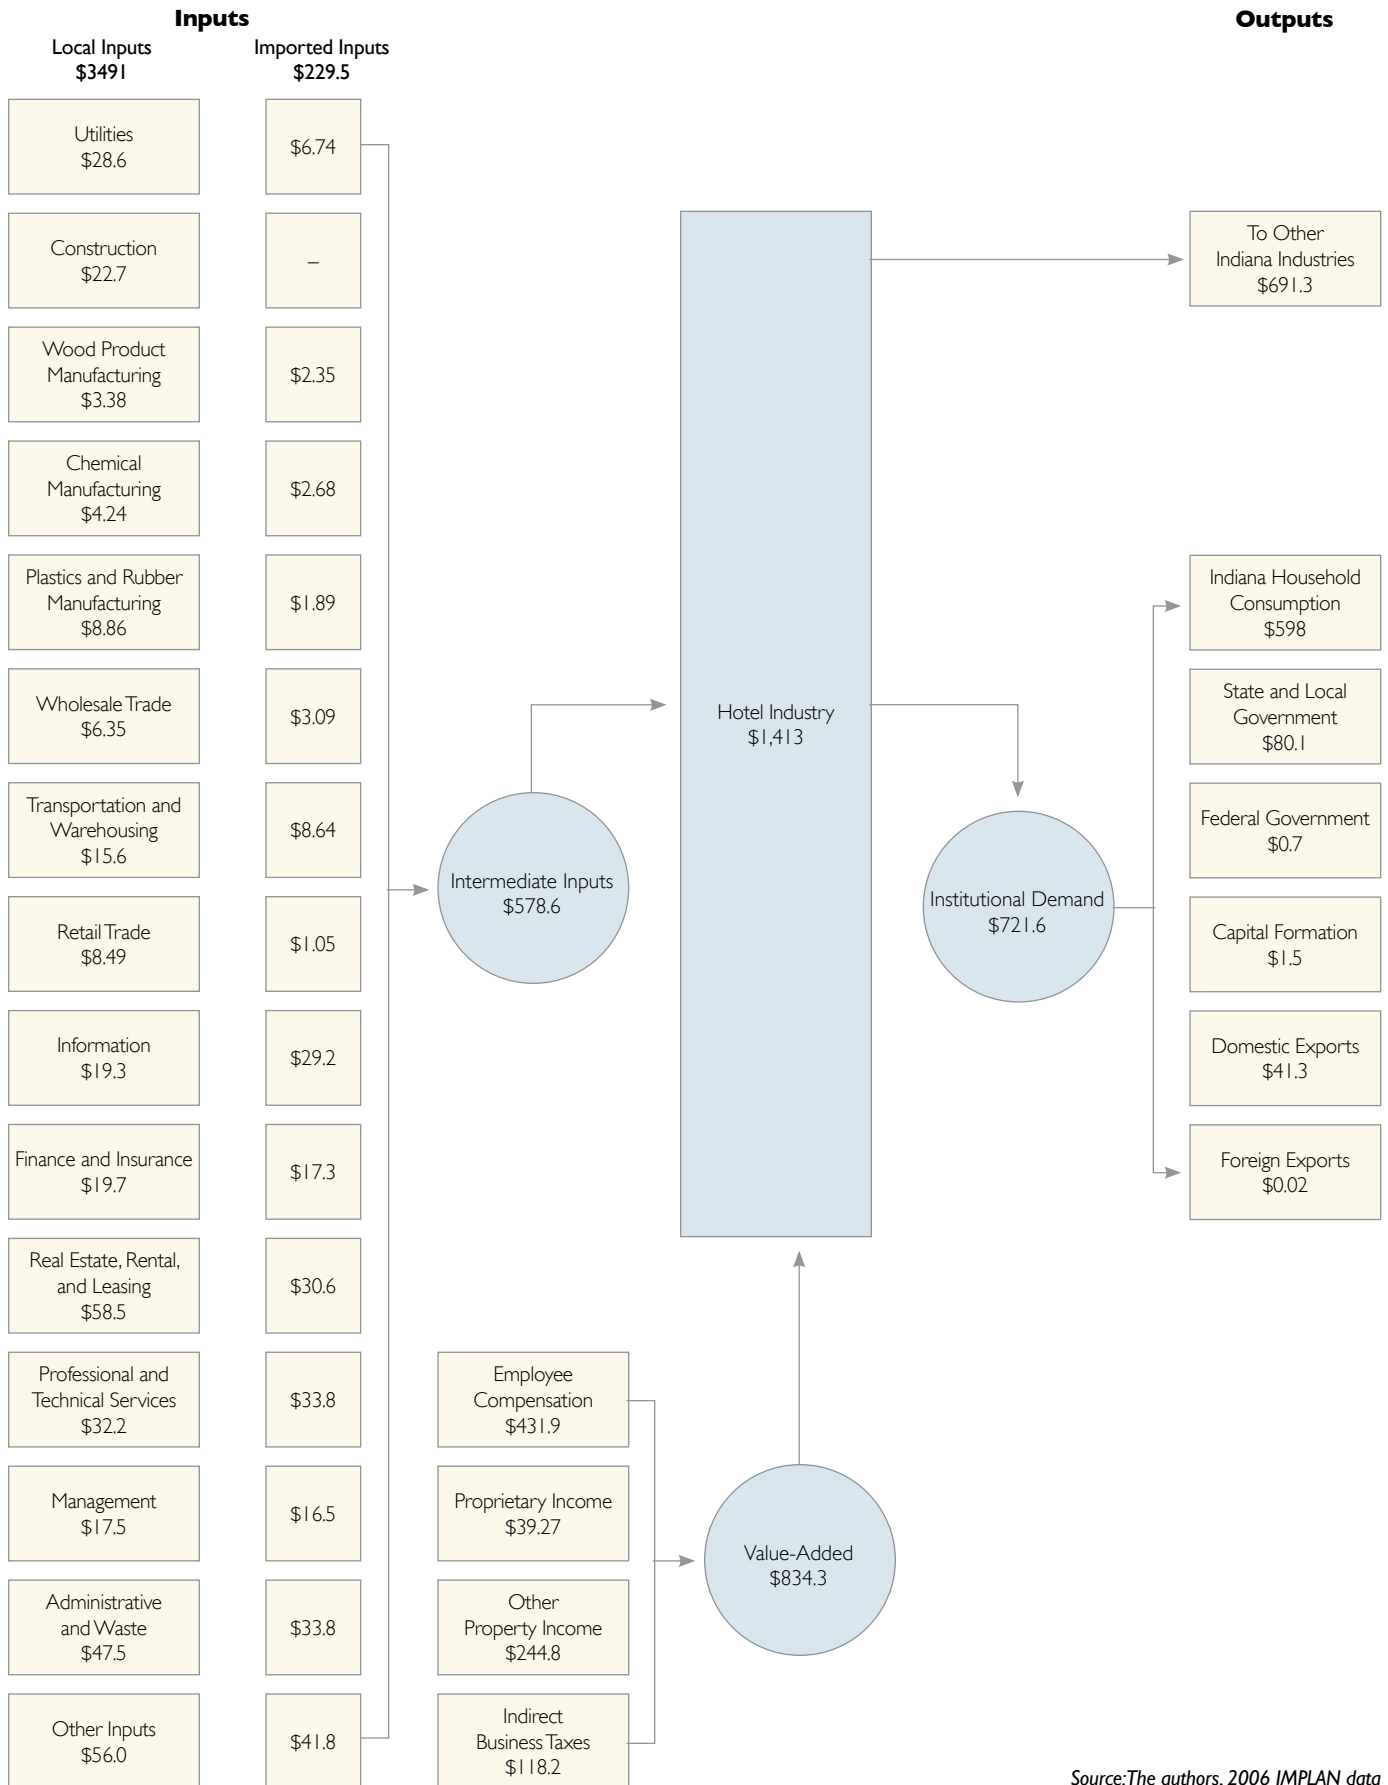 Inputs
Outputs
Local Inputs
$3491
Imported Inputs
$229.5
Utilities
$28.6
$6.74
Construction
$22.7
–
Wood Product
Manufacturing
$3.38
$2.35
Chemical
Manufacturing
$4.24
$2.68
Plastics and Rubber
Manufacturing
$8.86
$1.89
Wholesale Trade
$6.35
$3.09
Transportation and
Warehousing
$15.6
$8.64
Retail Trade
$8.49
$1.05
Information
$19.3
$29.2
Finance and Insurance
$19.7
$17.3
Real Estate, Rental,
and Leasing
$58.5
$30.6
Professional and
Technical Services
$32.2
$33.8
Management
$17.5
$16.5
Administrative
and Waste
$47.5
$33.8
Other Inputs
$56.0
$41.8
Intermediate Inputs
$578.6
Employee
Compensation
$431.9
Proprietary Income
$39.27
Other
Property Income
$244.8
Indirect
Business Taxes
$118.2
Value-Added
$834.3
Hotel Industry
$1,413
Institutional Demand
$721.6
To Other
Indiana Industries
$691.3
Indiana Household
Consumption
$598
State and Local
Government
$80.1
Federal Government
$0.7
Capital Formation
$1.5
Domestic Exports
$41.3
Foreign Exports
$0.02
Source:The authors, 2006 IMPLAN data